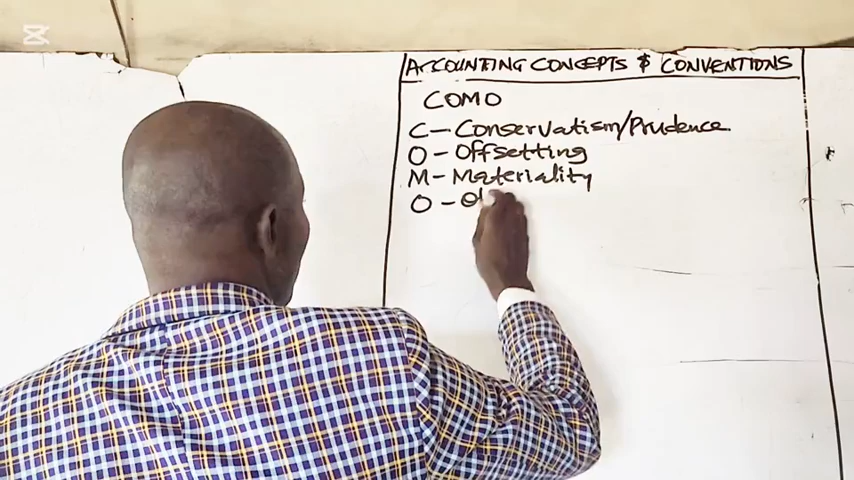 ACCOUNTING CONCEPTS & CONVENTIONS
COMO
C - Conservatism/Prudence
O - Offsetting
M - Materiality
O -